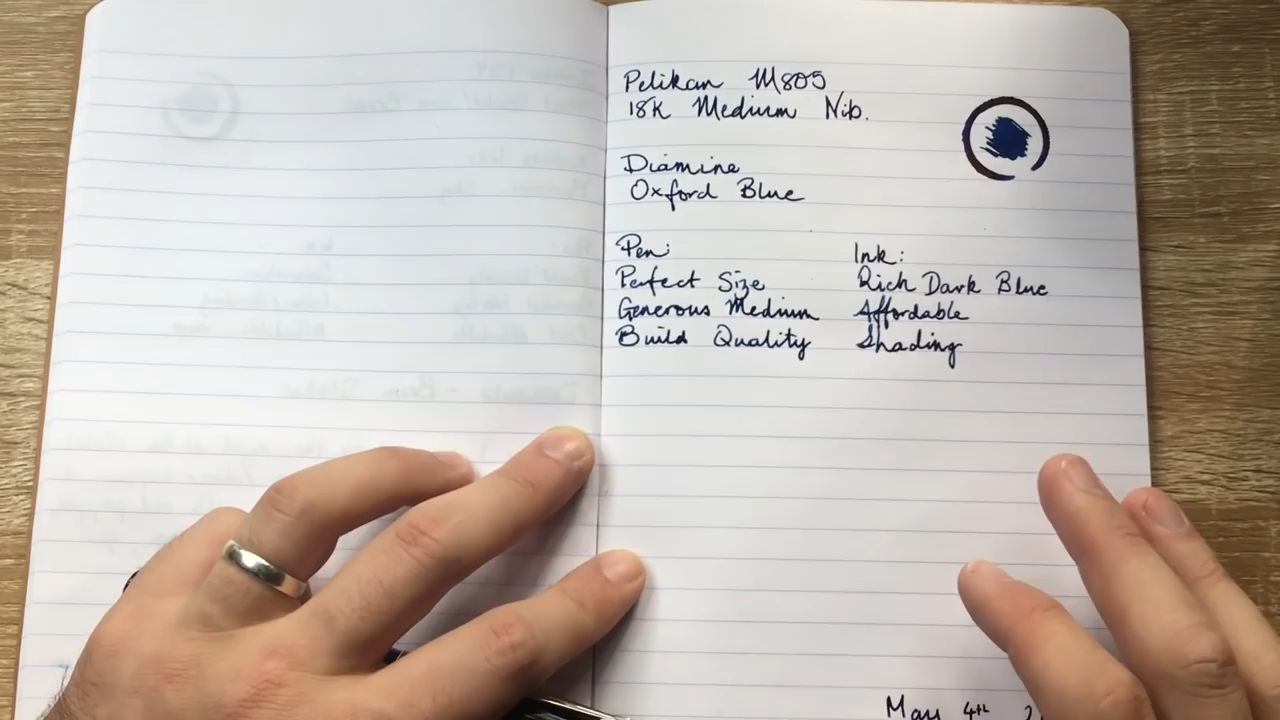 Pelikan M805
18K Medium Nib.
Diamine
Oxford Blue
Pen:
Perfect Size
Generous Medium
Build Quality
Ink:
Rich Dark Blue
Affordable
Shading
May 4th